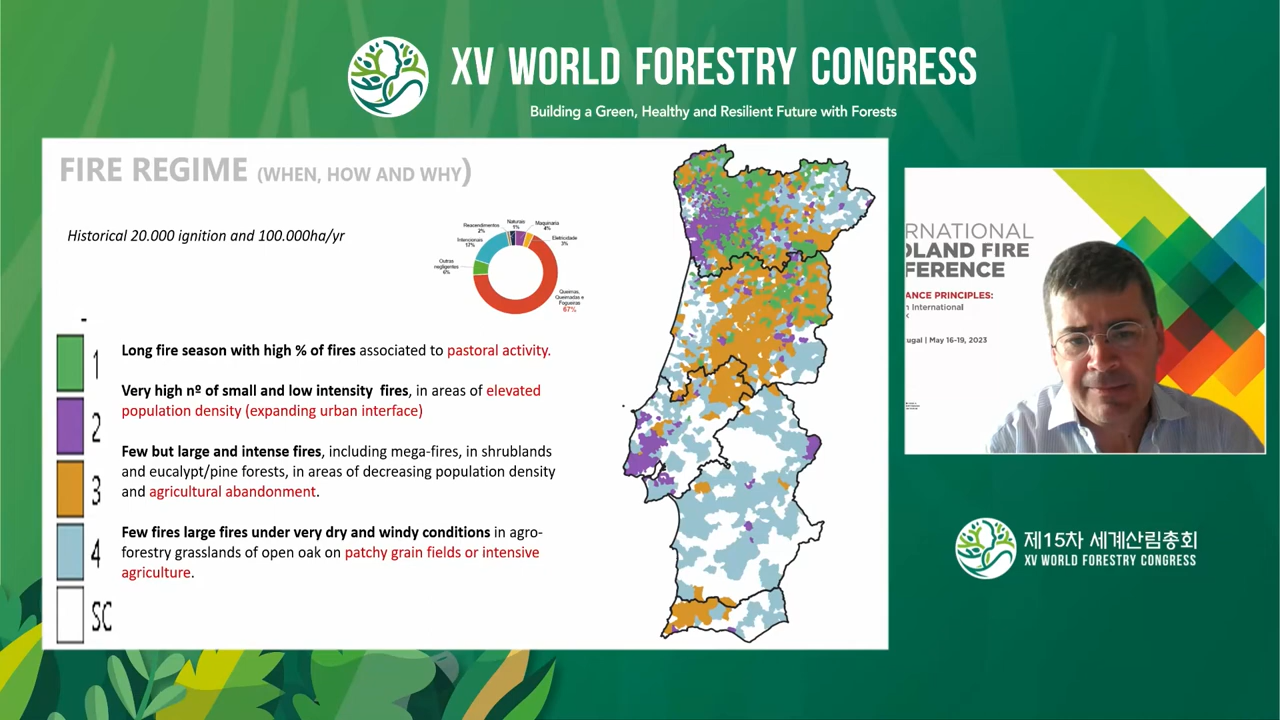 XV WORLD FORESTRY CONGRESS
Building a Green, Healthy and Resilient Future with Forests
FIRE REGIME (WHEN, HOW AND WHY)
Historical 20.000 ignition and 100.000ha/yr
Naturais
1%
Maquinaria
4%
Reacendimentos
2%
Eletricidade
3%
Intencionais
17%
Outras
negligentes
6%
Queimas,
Queimadas e
Fogueiras
67%
1
Long fire season with high % of fires associated to pastoral activity.
2
Very high nº of small and low intensity fires, in areas of elevated
population density (expanding urban interface)
3
Few but large and intense fires, including mega-fires, in shrublands
and eucalypt/pine forests, in areas of decreasing population density
and agricultural abandonment.
4
Few fires large fires under very dry and windy conditions in agro-
forestry grasslands of open oak on patchy grain fields or intensive
agriculture.
SC
RNATIONAL
DLAND FIRE
FERENCE
ANCE PRINCIPLES:
n International
k
ugal | May 16-19, 2023
제15차 세계산림총회
XV WORLD FORESTRY CONGRESS